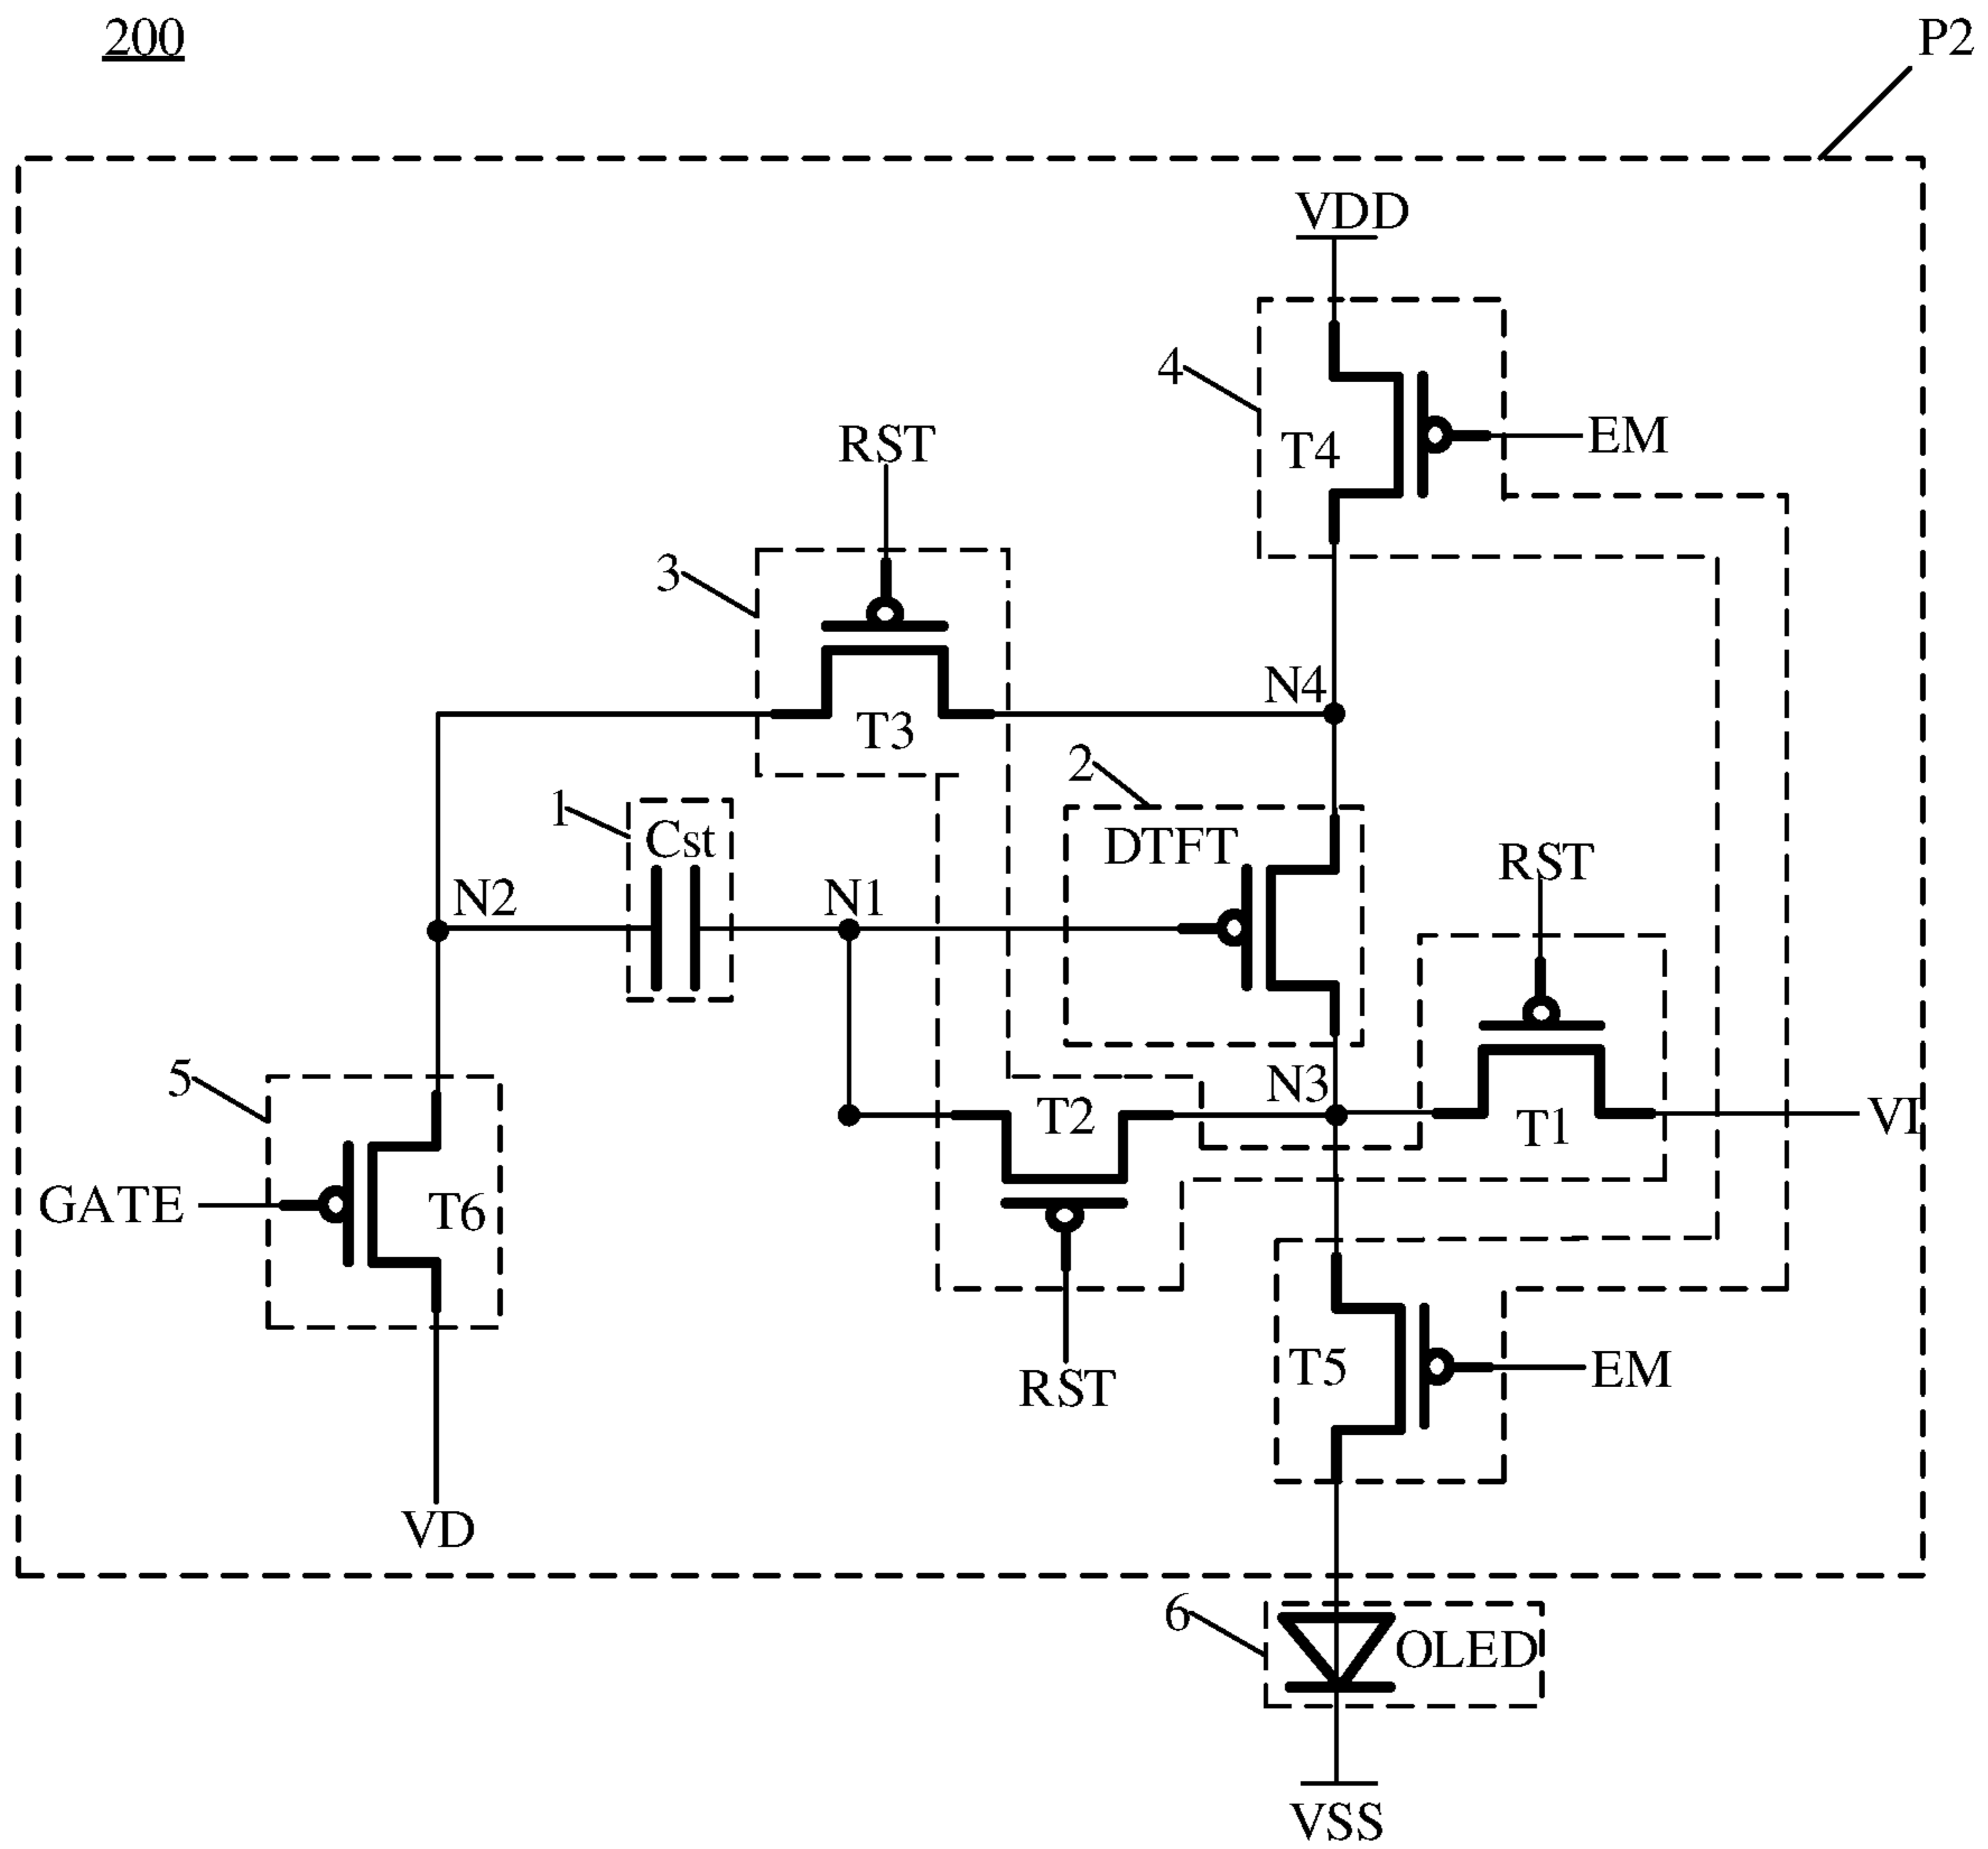 200
P2
VDD
4
T4
EM
RST
3
T3
N4
2
DTFT
1
Cst
N2
N1
RST
5
T2
N3
T1
VI
GATE
T6
RST
T5
EM
VD
6
OLED
VSS